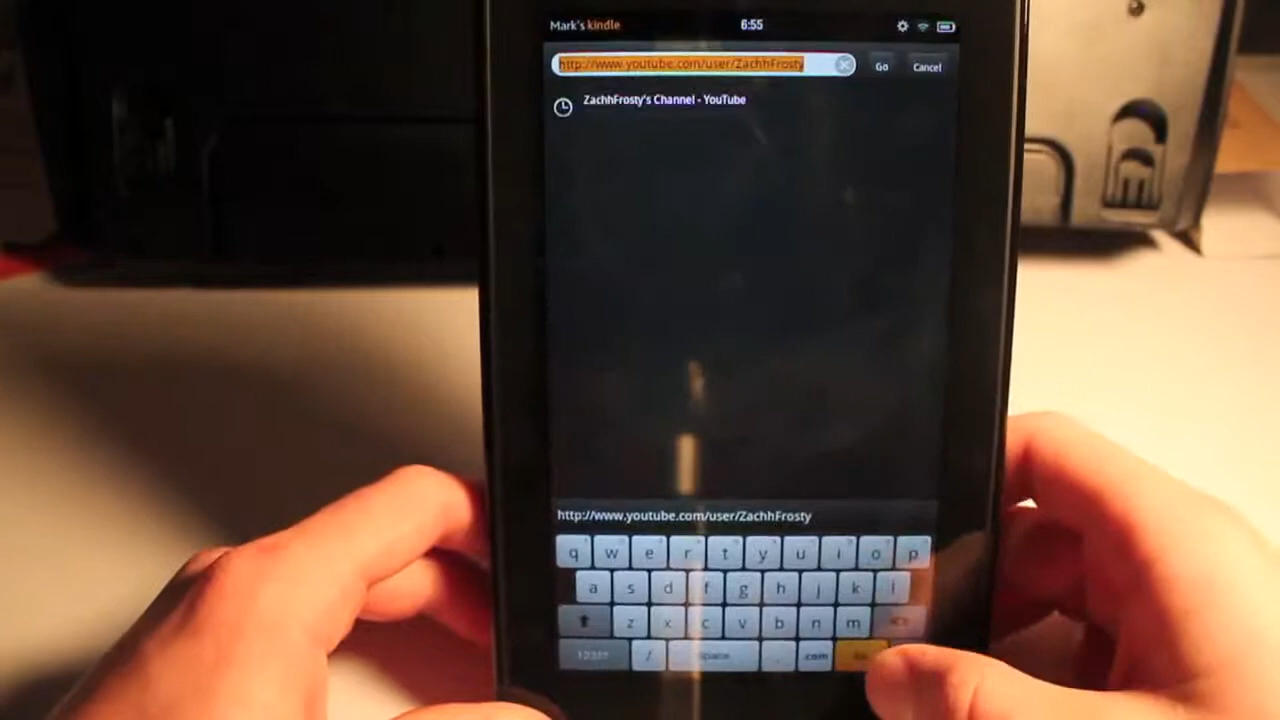 Mark's kindle 6:55
http://www.youtube.com/user/ZachhFrosty Go Cancel
ZachhFrosty's Channel - YouTube
http://www.youtube.com/user/ZachhFrosty
q w e r t y u i o p
a s d f g h j k l
z x c v b n m
/ Space . .com